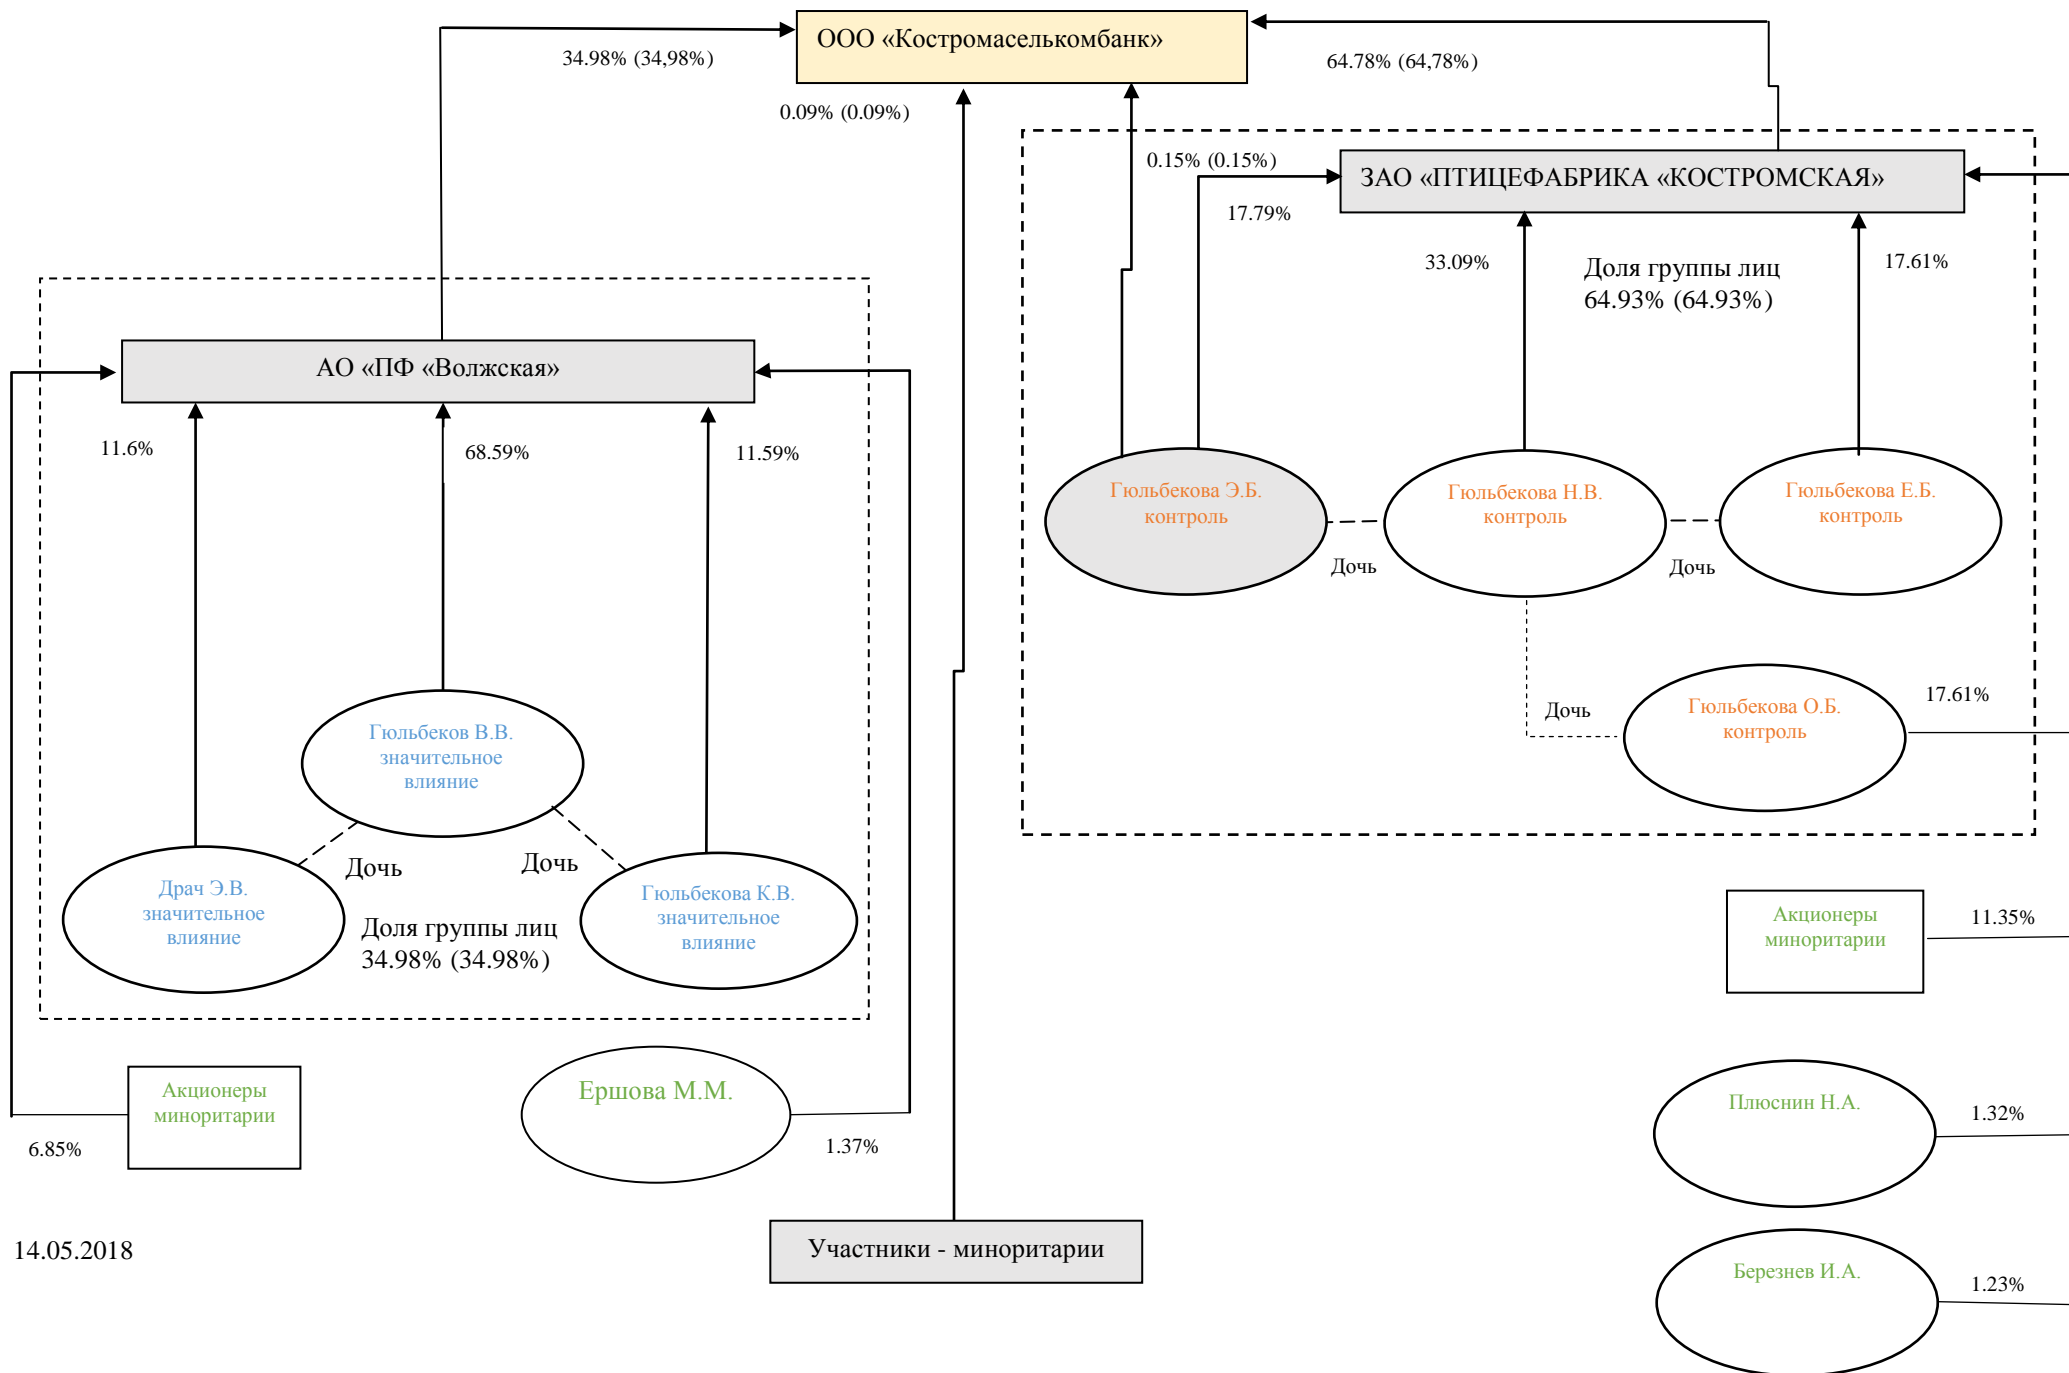 ООО «Костромаселькомбанк»
34.98% (34,98%)
64.78% (64,78%)
0.09% (0.09%)
0.15% (0.15%)
ЗАО «ПТИЦЕФАБРИКА «КОСТРОМСКАЯ»
17.79%
33.09%
Доля группы лиц
64.93% (64.93%)
17.61%
АО «ПФ «Волжская»
11.6%
68.59%
11.59%
Гюльбекова Э.Б.
контроль
Гюльбекова Н.В.
контроль
Гюльбекова Е.Б.
контроль
Дочь
Дочь
Дочь
Гюльбекова О.Б.
контроль
17.61%
Гюльбеков В.В.
значительное
влияние
Дочь
Дочь
Драч Э.В.
значительное
влияние
Гюльбекова К.В.
значительное
влияние
Доля группы лиц
34.98% (34.98%)
Акционеры
миноритарии
11.35%
Акционеры
миноритарии
6.85%
Ершова М.М.
1.37%
Плюснин Н.А.
1.32%
14.05.2018
Участники - миноритарии
Березнев И.А.
1.23%